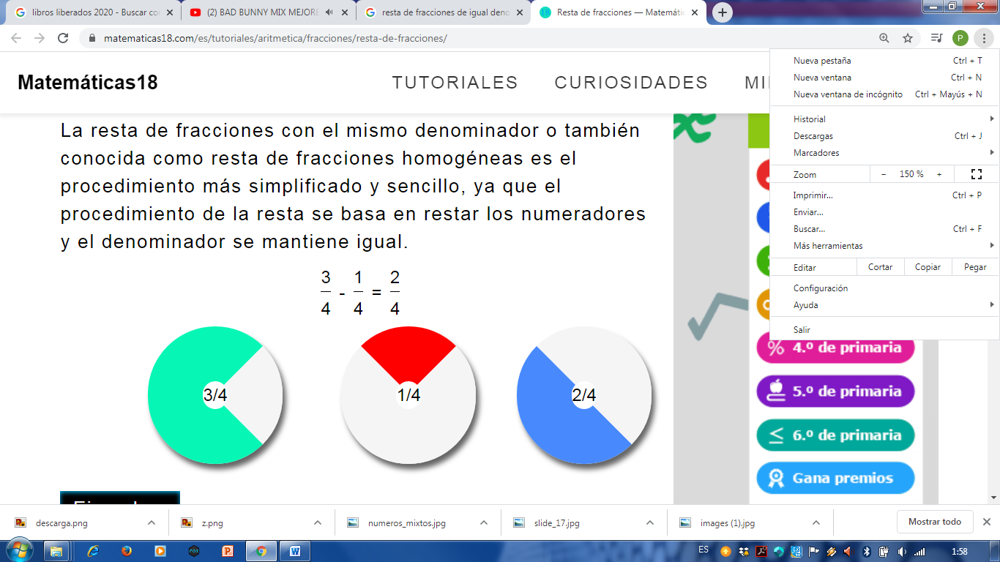 libros liberados 2020 - Buscar co
(2) BAD BUNNY MIX MEJORE
resta de fracciones de igual deno
Resta de fracciones — Matemátic
matematicas18.com/es/tutoriales/aritmetica/fracciones/resta-de-fracciones/
P
Matemáticas18
TUTORIALES
CURIOSIDADES
La resta de fracciones con el mismo denominador o también
conocida como resta de fracciones homogéneas es el
procedimiento más simplificado y sencillo, ya que el
procedimiento de la resta se basa en restar los numeradores
y el denominador se mantiene igual.
3/4 - 1/4 = 2/4
3/4
1/4
2/4
Nueva pestaña Ctrl + T
Nueva ventana Ctrl + N
Nueva ventana de incógnito Ctrl + Mayús + N
Historial
Descargas Ctrl + J
Marcadores
Zoom − 150 % +
Imprimir... Ctrl + P
Enviar...
Buscar... Ctrl + F
Más herramientas
Editar Cortar Copiar Pegar
Configuración
Ayuda
Salir
% 4.º de primaria
5.º de primaria
≤ 6.º de primaria
Gana premios
descarga.png
z.png
numeros_mixtos.jpg
slide_17.jpg
images (1).jpg
Mostrar todo
ES
1:58